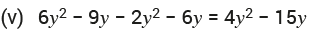 (v) 6y² − 9y − 2y² − 6y = 4y² − 15y